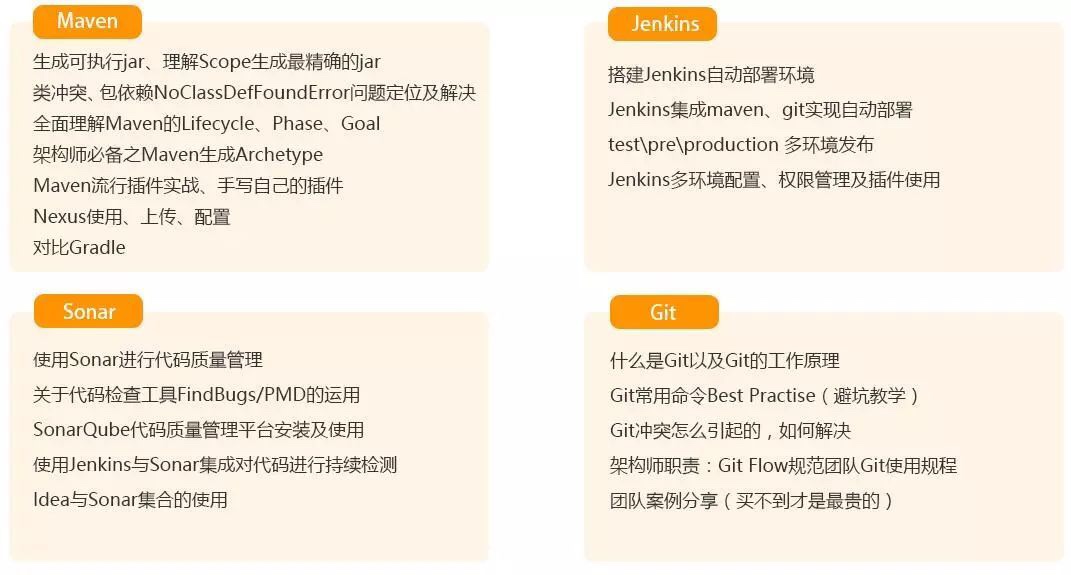 Maven
生成可执行jar、理解Scope生成最精确的jar
类冲突、包依赖NoClassDefFoundError问题定位及解决
全面理解Maven的Lifecycle、Phase、Goal
架构师必备之Maven生成Archetype
Maven流行插件实战、手写自己的插件
Nexus使用、上传、配置
对比Gradle
Jenkins
搭建Jenkins自动部署环境
Jenkins集成maven、git实现自动部署
test\pre\production 多环境发布
Jenkins多环境配置、权限管理及插件使用
Sonar
使用Sonar进行代码质量管理
关于代码检查工具FindBugs/PMD的运用
SonarQube代码质量管理平台安装及使用
使用Jenkins与Sonar集成对代码进行持续检测
Idea与Sonar集合的使用
Git
什么是Git以及Git的工作原理
Git常用命令Best Practise（避坑教学）
Git冲突怎么引起的，如何解决
架构师职责：Git Flow规范团队Git使用规程
团队案例分享（买不到才是最贵的）